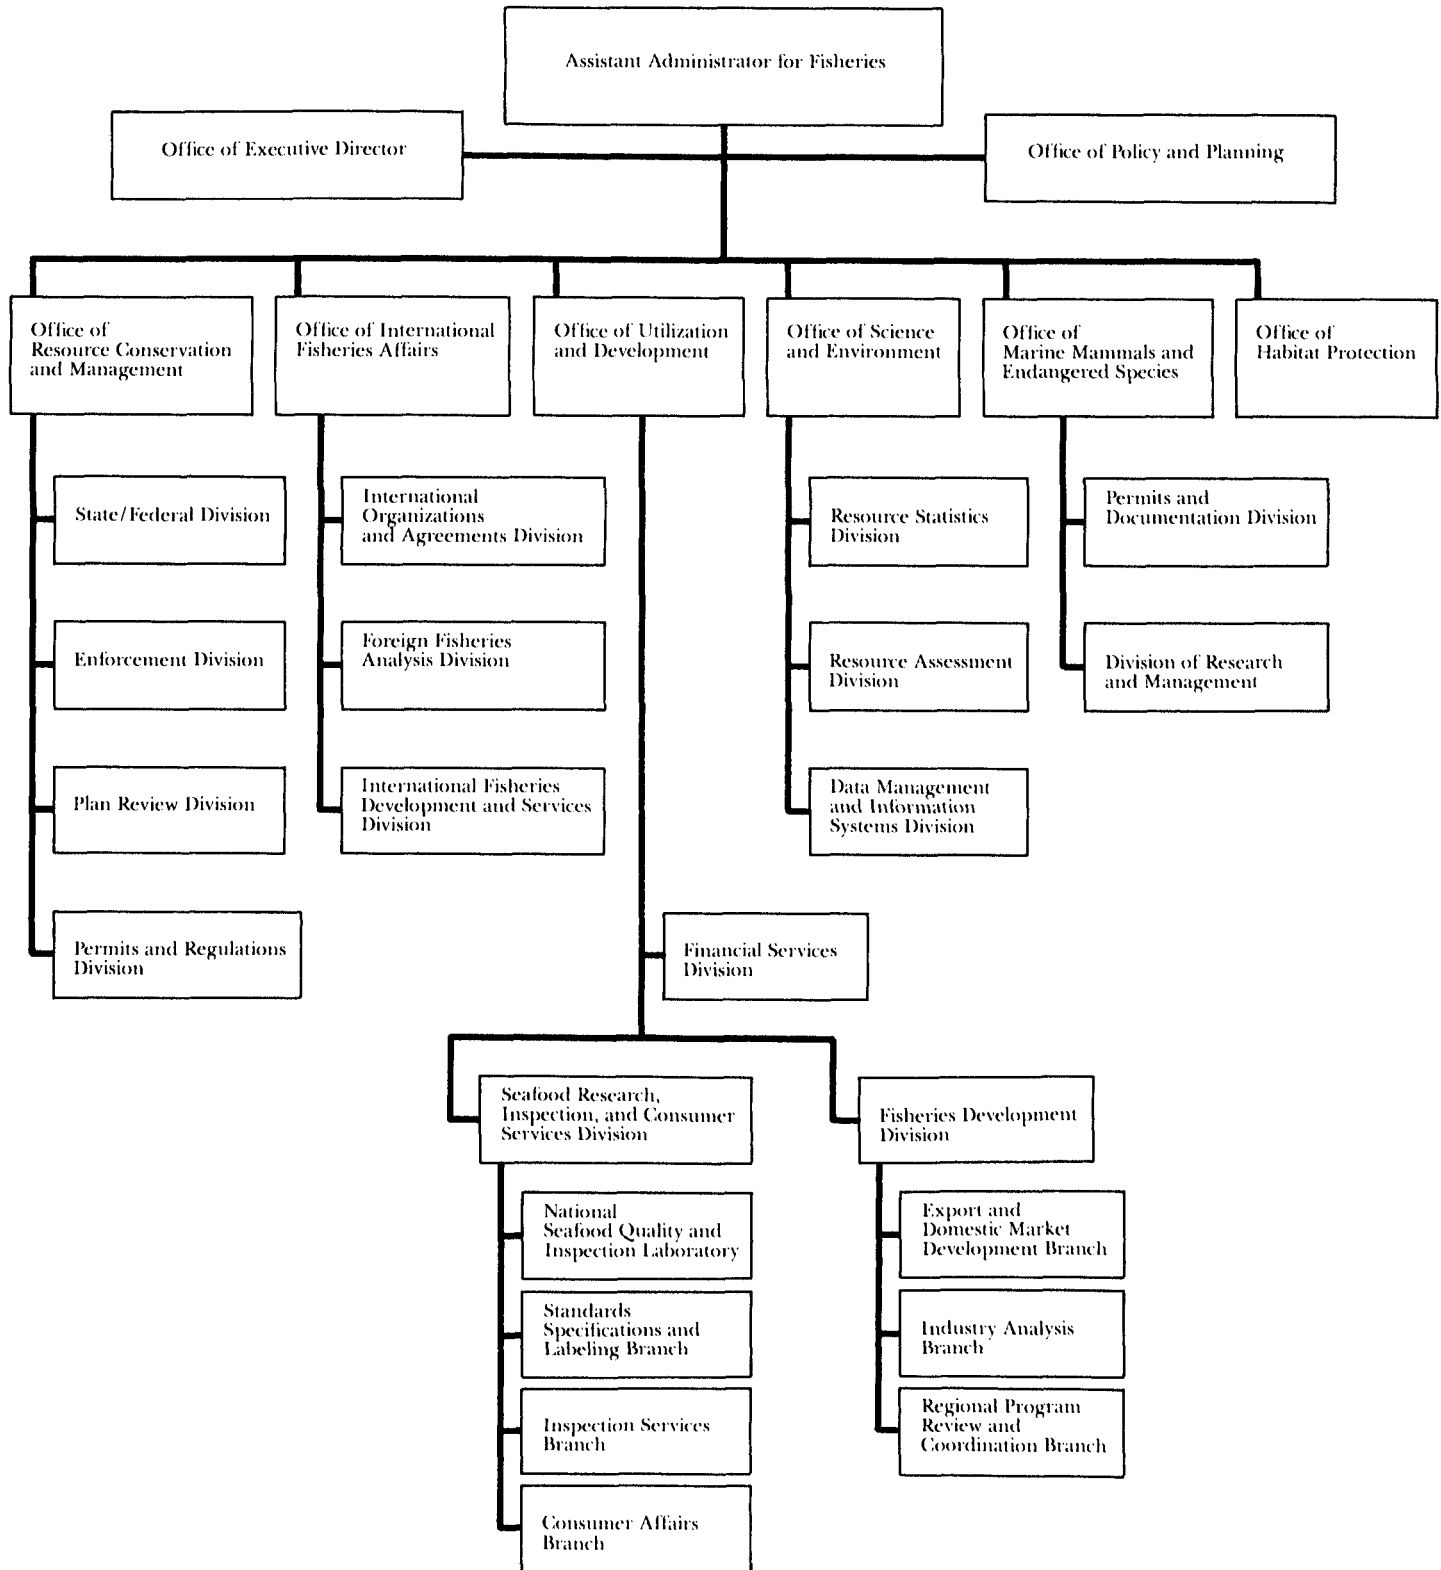 Assistant Administrator for Fisheries
Office of Executive Director
Office of Policy and Planning
Office of
Resource Conservation
and Management
Office of International
Fisheries Affairs
Office of Utilization
and Development
Office of Science
and Environment
Office of
Marine Mammals and
Endangered Species
Office of
Habitat Protection
State/Federal Division
Enforcement Division
Plan Review Division
Permits and Regulations
Division
International
Organizations
and Agreements Division
Foreign Fisheries
Analysis Division
International Fisheries
Development and Services
Division
Resource Statistics
Division
Resource Assessment
Division
Data Management
and Information
Systems Division
Permits and
Documentation Division
Division of Research
and Management
Financial Services
Division
Seafood Research,
Inspection, and Consumer
Services Division
National
Seafood Quality and
Inspection Laboratory
Standards
Specifications and
Labeling Branch
Inspection Services
Branch
Consumer Affairs
Branch
Fisheries Development
Division
Export and
Domestic Market
Development Branch
Industry Analysis
Branch
Regional Program
Review and
Coordination Branch